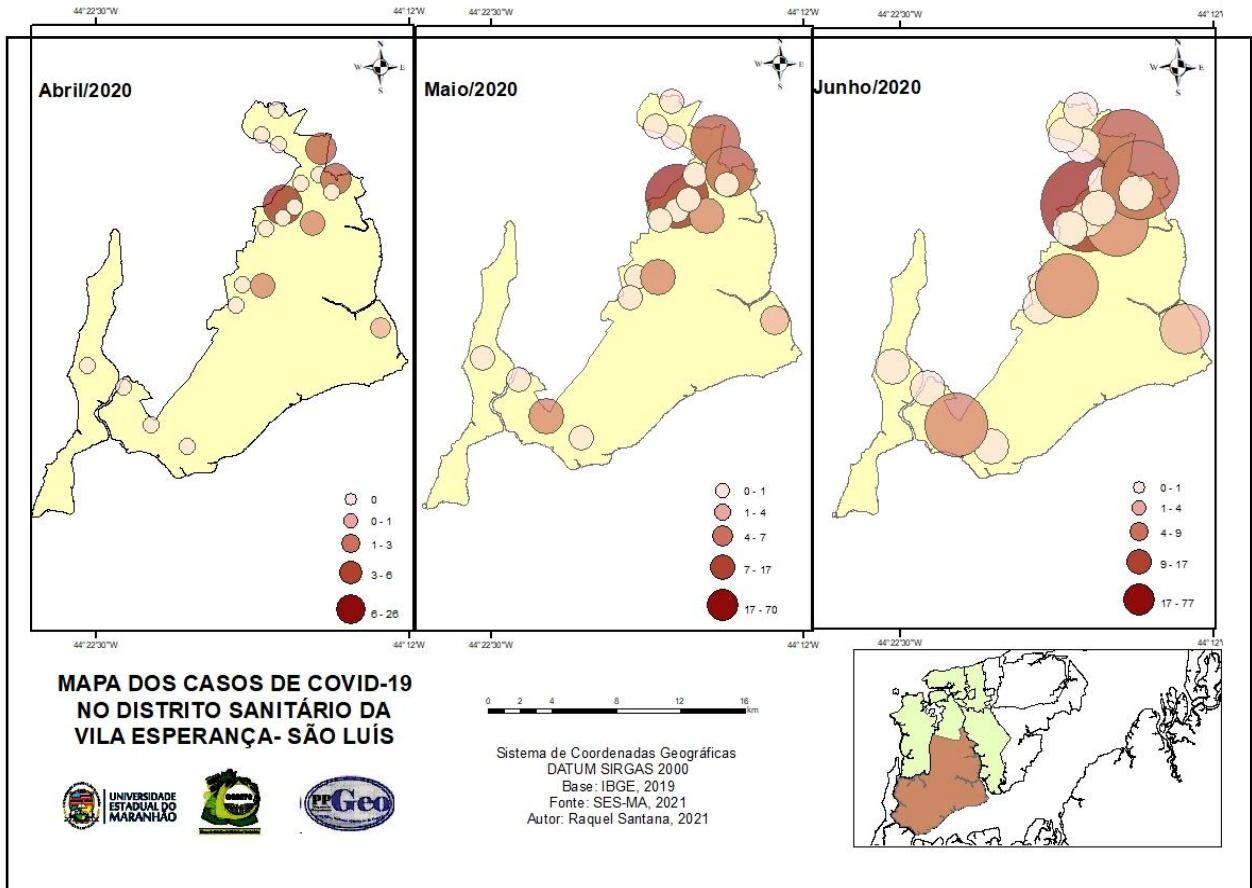 44°22'30"W
44°12'W
44°22'30"W
44°12'W
44°22'30"W
44°12'
N
W E
S
Abril/2020
N
W E
S
Maio/2020
N
W E
S
Junho/2020
0
0 - 1
1 - 3
3 - 6
6 - 26
0 - 1
1 - 4
4 - 7
7 - 17
17 - 70
0 - 1
1 - 4
4 - 9
9 - 17
17 - 77
44°22'30"W
44°12'W
44°22'30"W
44°12'W
44°22'30"W
44°12'W
MAPA DOS CASOS DE COVID-19
NO DISTRITO SANITÁRIO DA
VILA ESPERANÇA- SÃO LUÍS
UNIVERSIDADE
ESTADUAL DO
MARANHÃO
PPGeo
0 2 4 8 12 16
km
Sistema de Coordenadas Geográficas
DATUM SIRGAS 2000
Base: IBGE, 2019
Fonte: SES-MA, 2021
Autor: Raquel Santana, 2021